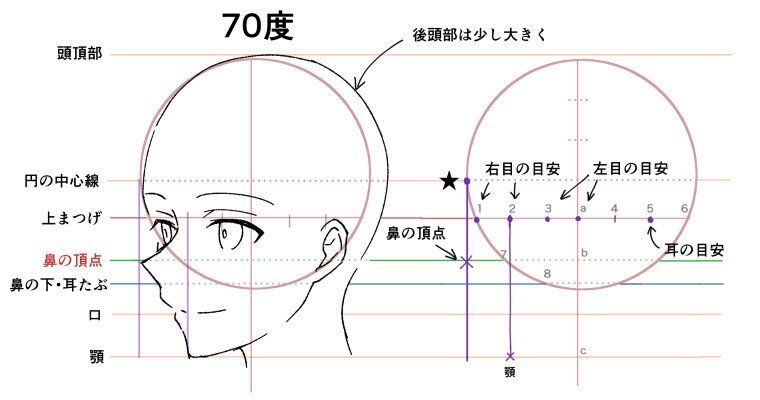 70度
後頭部は少し大きく
頭頂部
円の中心線
上まつげ
鼻の頂点
鼻の下・耳たぶ
口
顎
★
右目の目安
左目の目安
1 2 3 a 4 5 6
鼻の頂点
耳の目安
7
b
8
c
顎